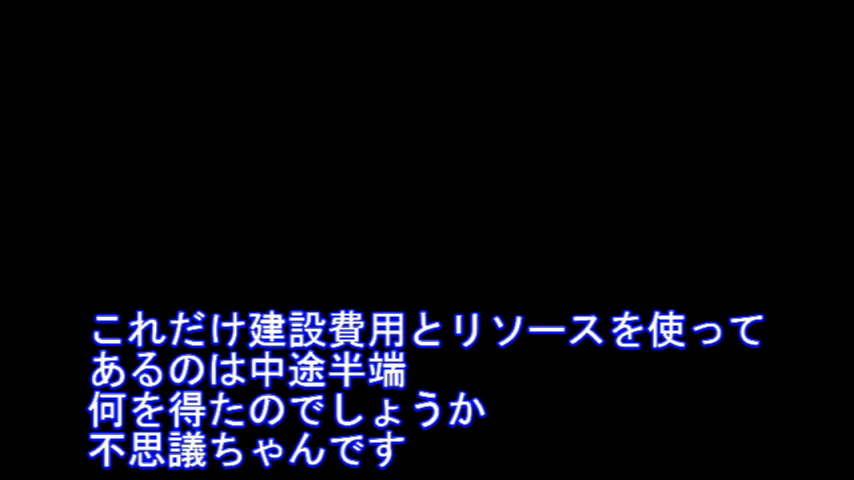 これだけ建設費用とリソースを使って
あるのは中途半端
何を得たのでしょうか
不思議ちゃんです